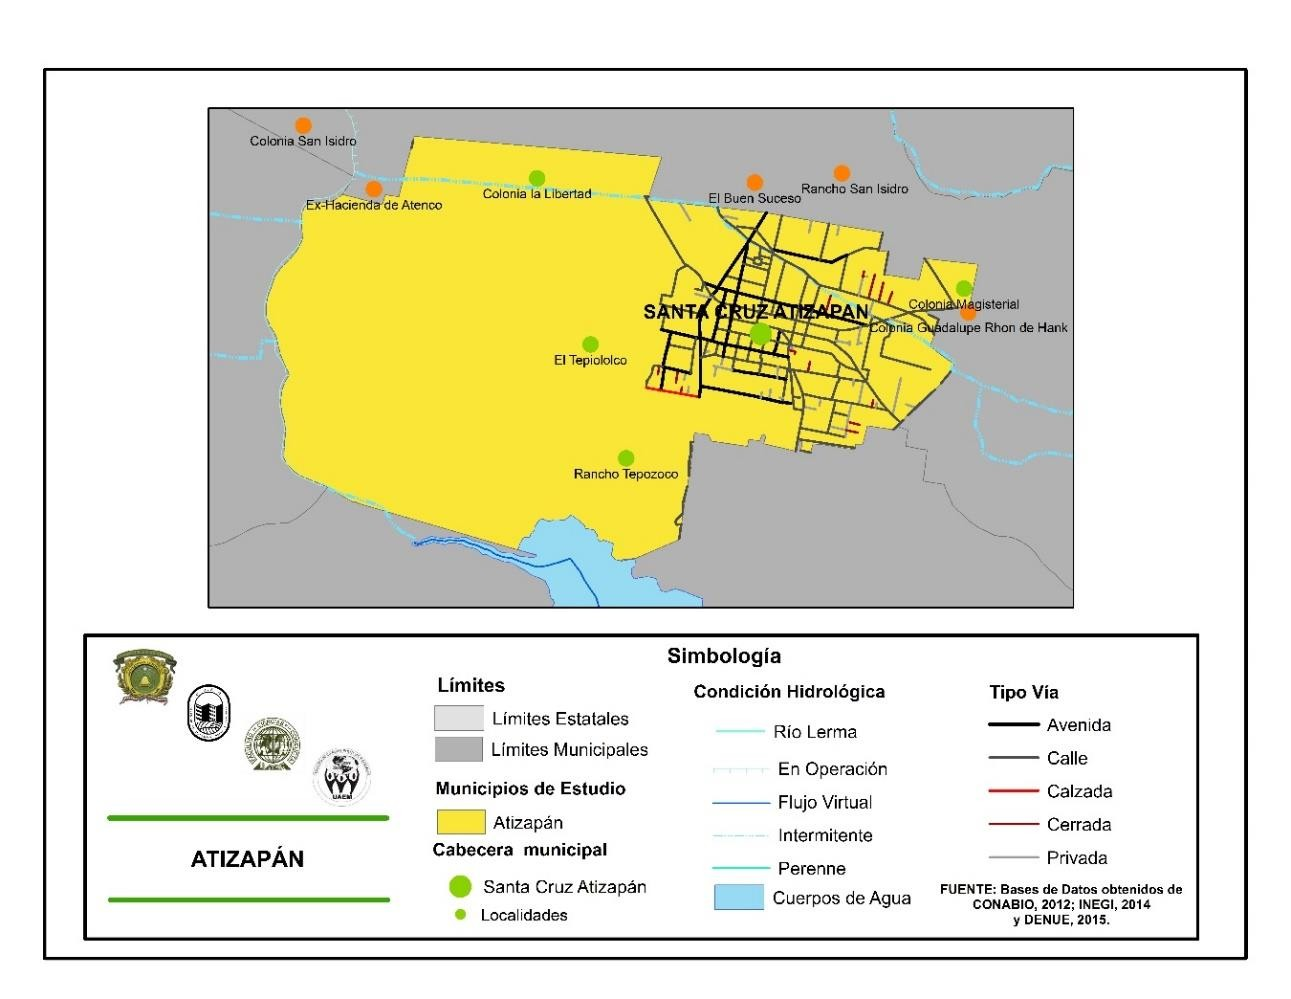 Colonia San Isidro
Ex-Hacienda de Atenco
Colonia la Libertad
El Buen Suceso
Rancho San Isidro
Colonia Magisterial
SANTA CRUZ ATIZAPAN
Colonia Guadalupe Rhon de Hank
El Tepiololco
Rancho Tepozoco
Simbología
Límites
Límites Estatales
Límites Municipales
Municipios de Estudio
Atizapán
Cabecera municipal
Santa Cruz Atizapán
Localidades
Condición Hidrológica
Río Lerma
En Operación
Flujo Virtual
Intermitente
Perenne
Cuerpos de Agua
Tipo Vía
Avenida
Calle
Calzada
Cerrada
Privada
FUENTE: Bases de Datos obtenidos de
CONABIO, 2012; INEGI, 2014
y DENUE, 2015.
UAEM
ATIZAPÁN